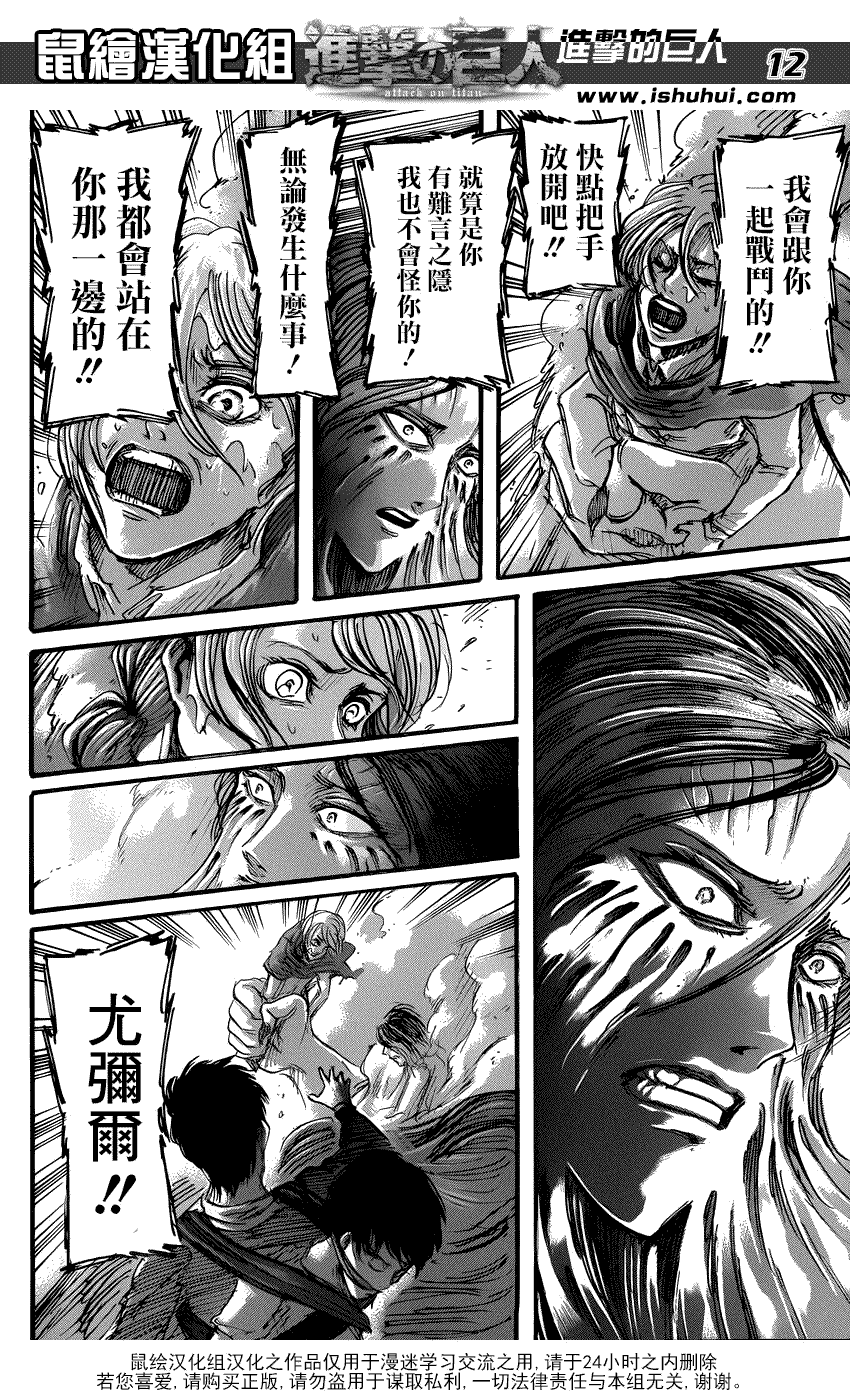 鼠繪漢化組
進撃の巨人
attack on titan
進擊的巨人
12
www.ishuhui.com
我會跟你
一起戰鬥的!!
快點把手
放開吧!!
就算是你
有難言之隱
我也不會怪你的!
無論發生什麼事!
我都會站在
你那一邊的!!
尤彌爾!!
鼠绘汉化组汉化之作品仅用于漫迷学习交流之用,请于24小时之内删除
若您喜爱,请购买正版,请勿盗用于谋取私利,一切法律责任与本组无关,谢谢。